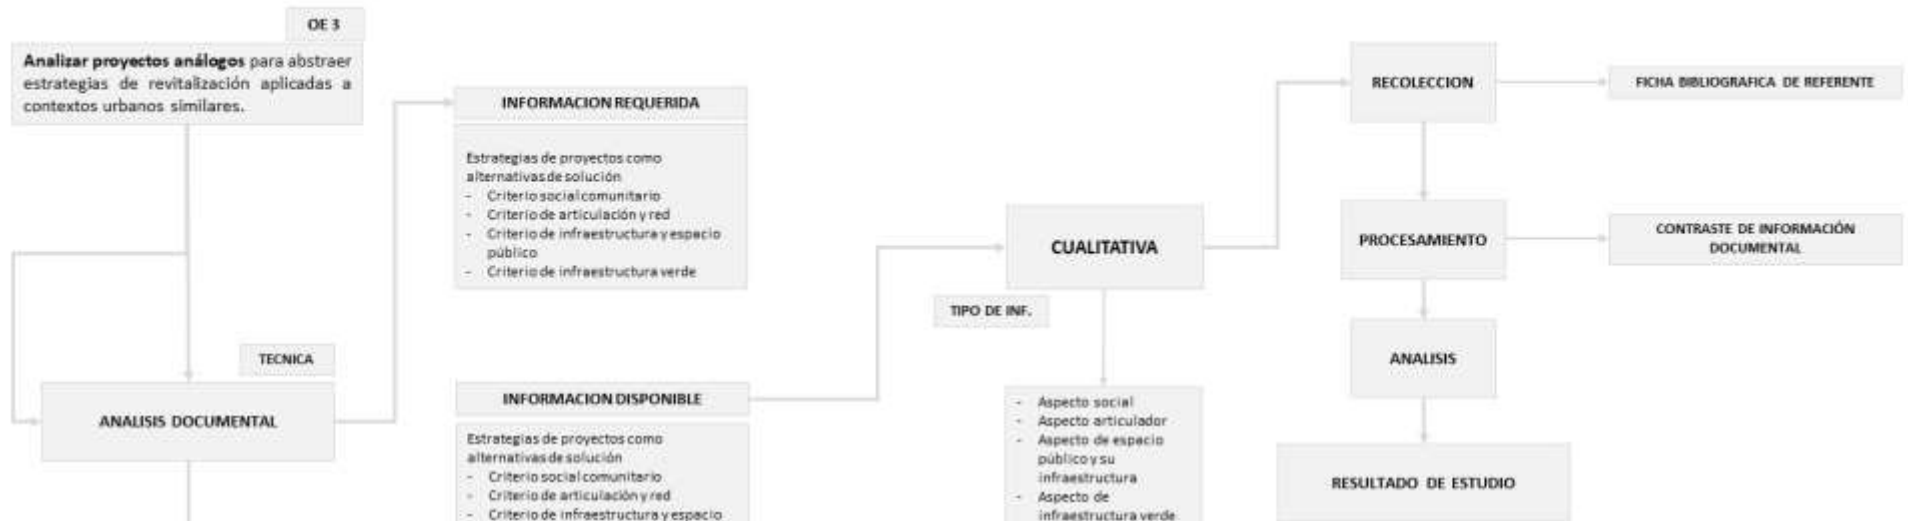 OE 3
Analizar proyectos análogos para abstraer
estrategias de revitalización aplicadas a
contextos urbanos similares.
TECNICA
ANALISIS DOCUMENTAL
INFORMACION REQUERIDA
Estrategias de proyectos como
alternativas de solución
- Criterio social comunitario
- Criterio de articulación y red
- Criterio de infraestructura y espacio
público
- Criterio de infraestructura verde
INFORMACION DISPONIBLE
Estrategias de proyectos como
alternativas de solución
- Criterio social comunitario
- Criterio de articulación y red
- Criterio de infraestructura y espacio
CUALITATIVA
TIPO DE INF.
- Aspecto social
- Aspecto articulador
- Aspecto de espacio
público y su
infraestructura
- Aspecto de
infraestructura verde
RECOLECCION
FICHA BIBLIOGRAFICA DE REFERENTE
PROCESAMIENTO
CONTRASTE DE INFORMACIÓN
DOCUMENTAL
ANALISIS
RESULTADO DE ESTUDIO